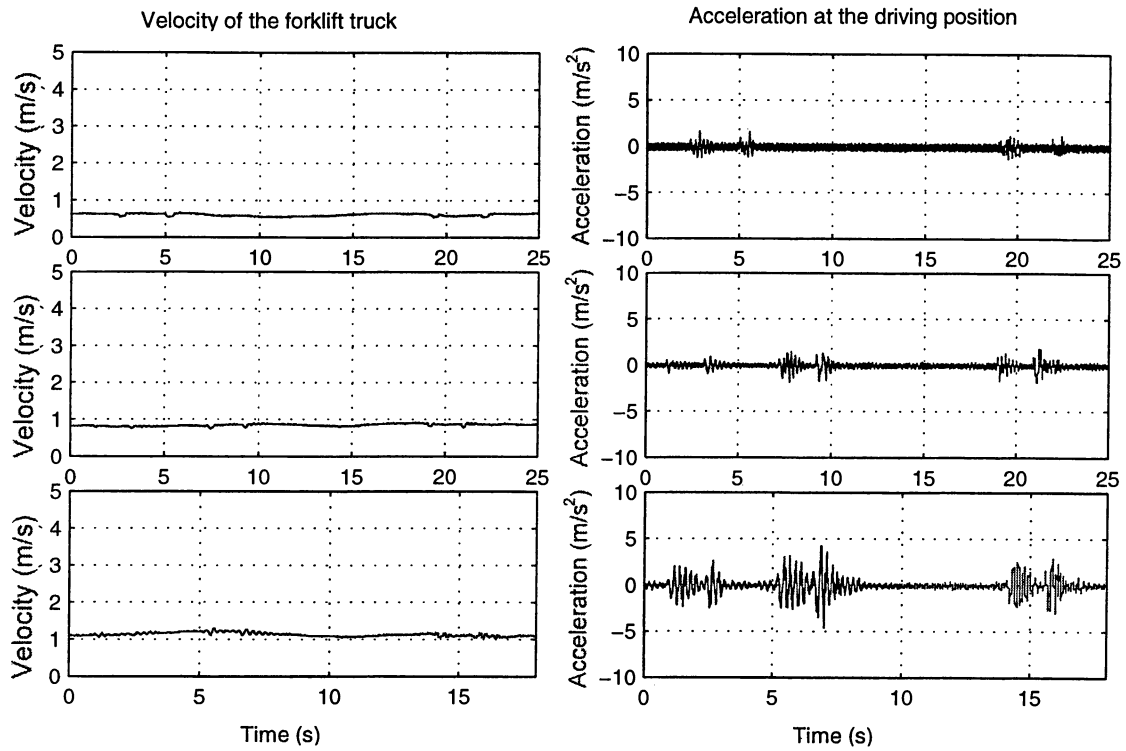 Velocity of the forklift truck
Acceleration at the driving position
Velocity (m/s)
5
4
3
2
1
0
0 5 10 15 20 25
Acceleration (m/s²)
10
5
0
−5
−10
0 5 10 15 20 25
Velocity (m/s)
5
4
3
2
1
0
0 5 10 15 20 25
Acceleration (m/s²)
10
5
0
−5
−10
0 5 10 15 20 25
Velocity (m/s)
5
4
3
2
1
0
0 5 10 15
Time (s)
Acceleration (m/s²)
10
5
0
−5
−10
0 5 10 15
Time (s)